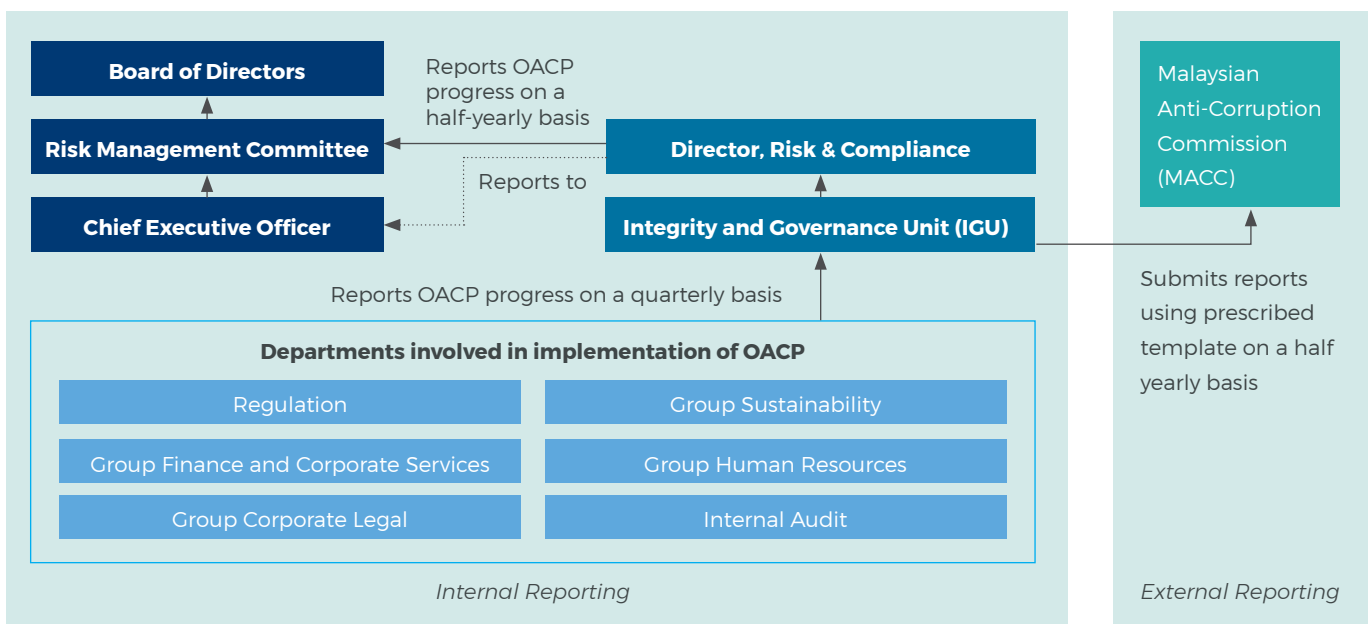 Board of Directors
Risk Management Committee
Chief Executive Officer
Reports OACP
progress on a
half-yearly basis
Reports to
Director, Risk & Compliance
Integrity and Governance Unit (IGU)
Reports OACP progress on a quarterly basis
Departments involved in implementation of OACP
Regulation
Group Sustainability
Group Finance and Corporate Services
Group Human Resources
Group Corporate Legal
Internal Audit
Internal Reporting
Malaysian
Anti-Corruption
Commission
(MACC)
Submits reports
using prescribed
template on a half
yearly basis
External Reporting